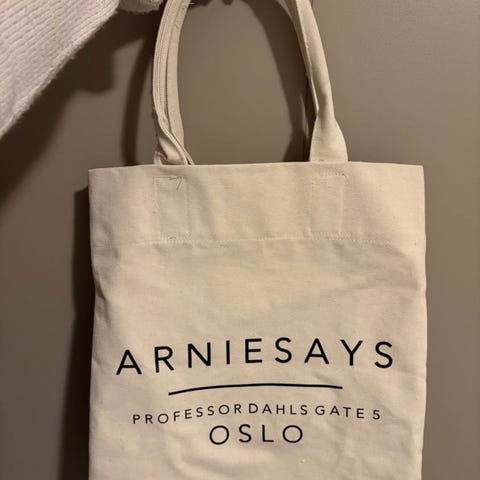 ARNIESAYS
PROFESSOR DAHLS GATE 5
OSLO